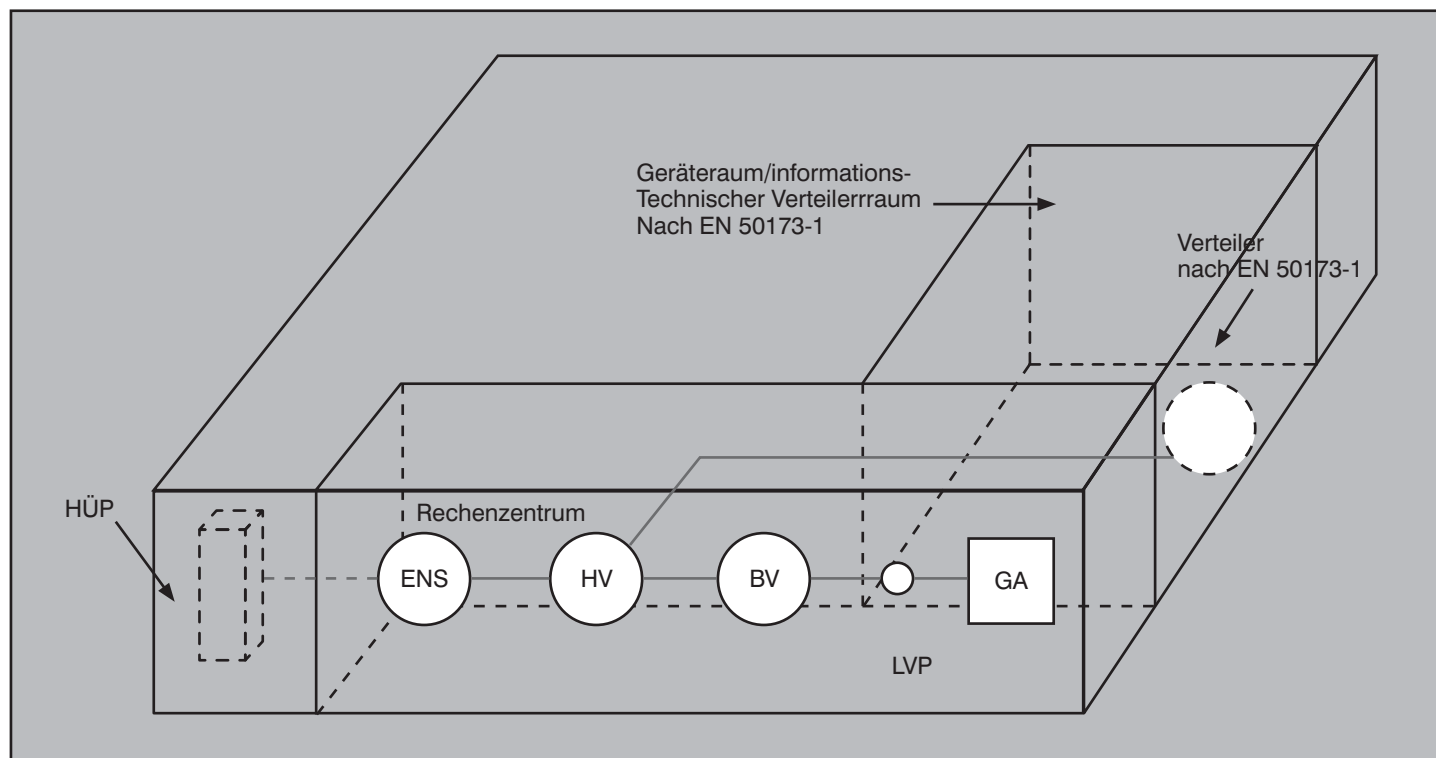 Geräteraum/informations-
Technischer Verteilerrraum
Nach EN 50173-1
Verteiler
nach EN 50173-1
HÜP
Rechenzentrum
ENS
HV
BV
GA
LVP